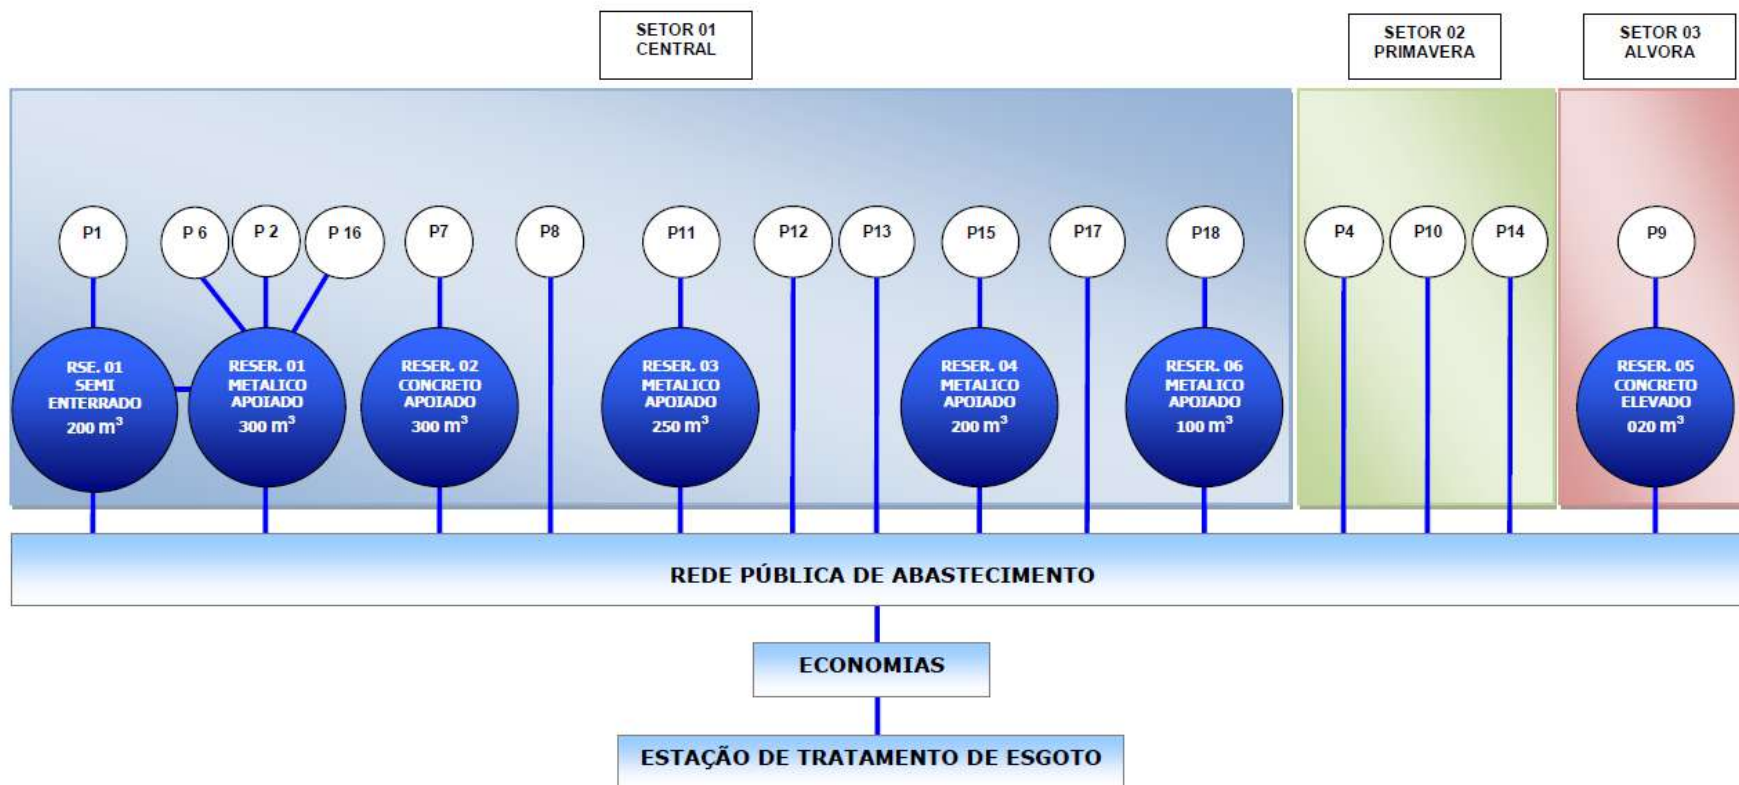 SETOR 01
CENTRAL
SETOR 02
PRIMAVERA
SETOR 03
ALVORA
P1
P 6
P 2
P 16
P7
P8
P11
P12
P13
P15
P17
P18
P4
P10
P14
P9
RSE. 01
SEMI
ENTERRADO
200 m³
RESER. 01
METALICO
APOIADO
300 m³
RESER. 02
CONCRETO
APOIADO
300 m³
RESER. 03
METALICO
APOIADO
250 m³
RESER. 04
METALICO
APOIADO
200 m³
RESER. 06
METALICO
APOIADO
100 m³
RESER. 05
CONCRETO
ELEVADO
020 m³
REDE PÚBLICA DE ABASTECIMENTO
ECONOMIAS
ESTAÇÃO DE TRATAMENTO DE ESGOTO